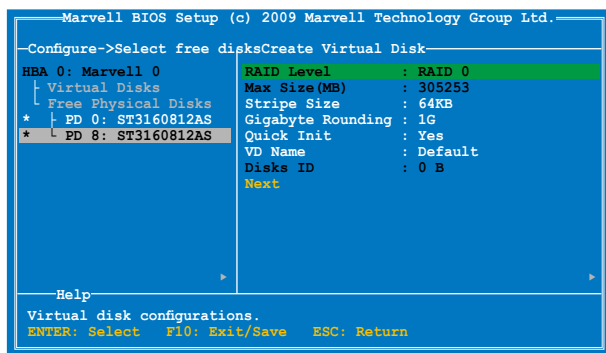 Marvell BIOS Setup (c) 2009 Marvell Technology Group Ltd.
Configure->Select free disksCreate Virtual Disk
HBA 0: Marvell 0
Virtual Disks
Free Physical Disks
* PD 0: ST3160812AS
* PD 8: ST3160812AS
RAID Level : RAID 0
Max Size(MB) : 305253
Stripe Size : 64KB
Gigabyte Rounding : 1G
Quick Init : Yes
VD Name : Default
Disks ID : 0 B
Next
Help
Virtual disk configurations.
ENTER: Select F10: Exit/Save ESC: Return